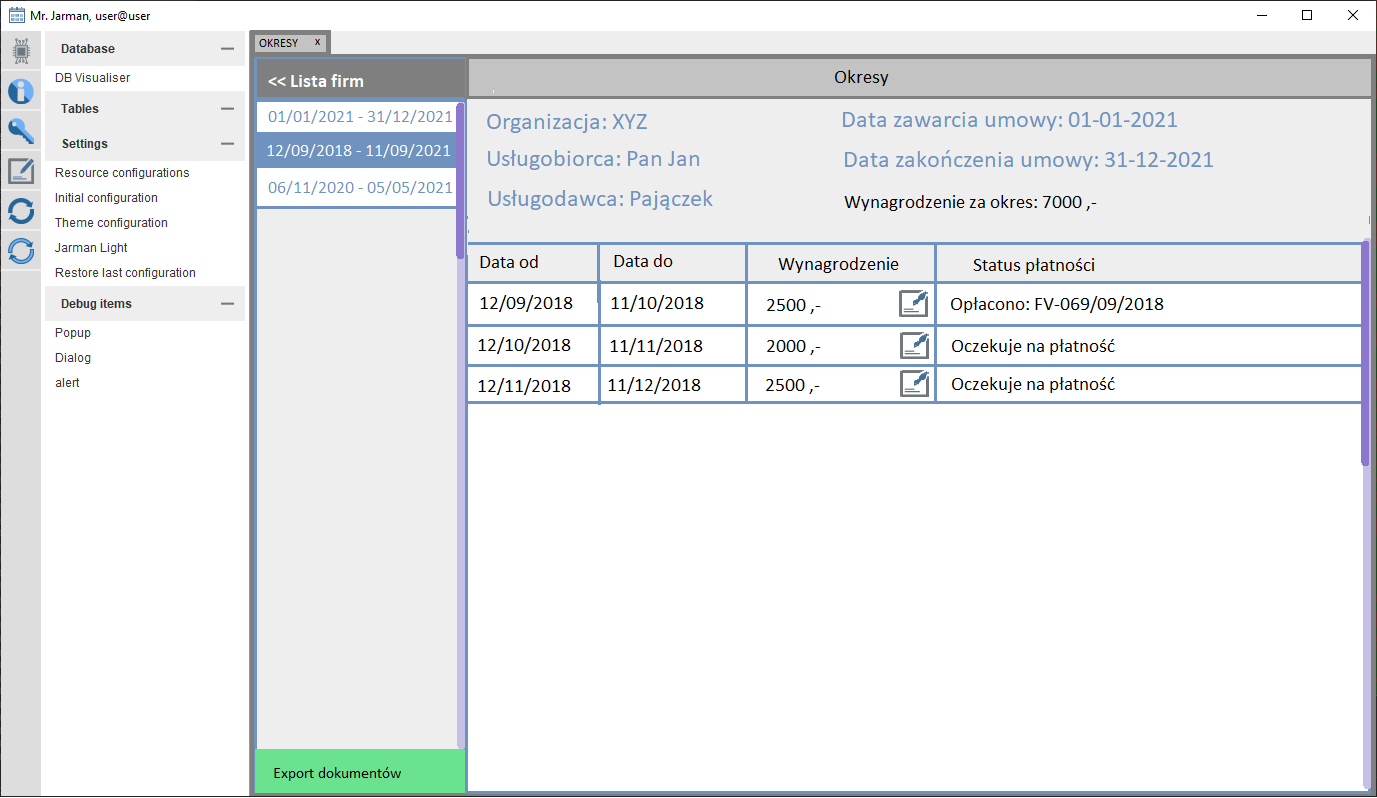 Mr. Jarman, user@user
Database
DB Visualiser
Tables
Settings
Resource configurations
Initial configuration
Theme configuration
Jarman Light
Restore last configuration
Debug items
Popup
Dialog
alert
OKRESY x
<< Lista firm
01/01/2021 - 31/12/2021
12/09/2018 - 11/09/2021
06/11/2020 - 05/05/2021
Export dokumentów
Okresy
Organizacja: XYZ
Data zawarcia umowy: 01-01-2021
Usługobiorca: Pan Jan
Data zakończenia umowy: 31-12-2021
Usługodawca: Pajączek
Wynagrodzenie za okres: 7000 ,-
Data od Data do Wynagrodzenie Status płatności
12/09/2018 11/10/2018 2500 ,- Opłacono: FV-069/09/2018
12/10/2018 11/11/2018 2000 ,- Oczekuje na płatność
12/11/2018 11/12/2018 2500 ,- Oczekuje na płatność